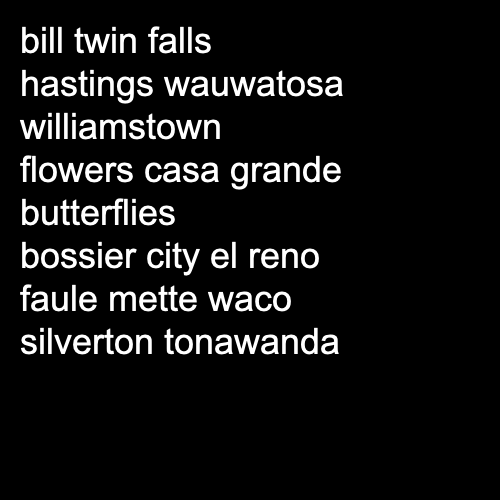 bill twin falls
hastings wauwatosa
williamstown
flowers casa grande
butterflies
bossier city el reno
faule mette waco
silverton tonawanda